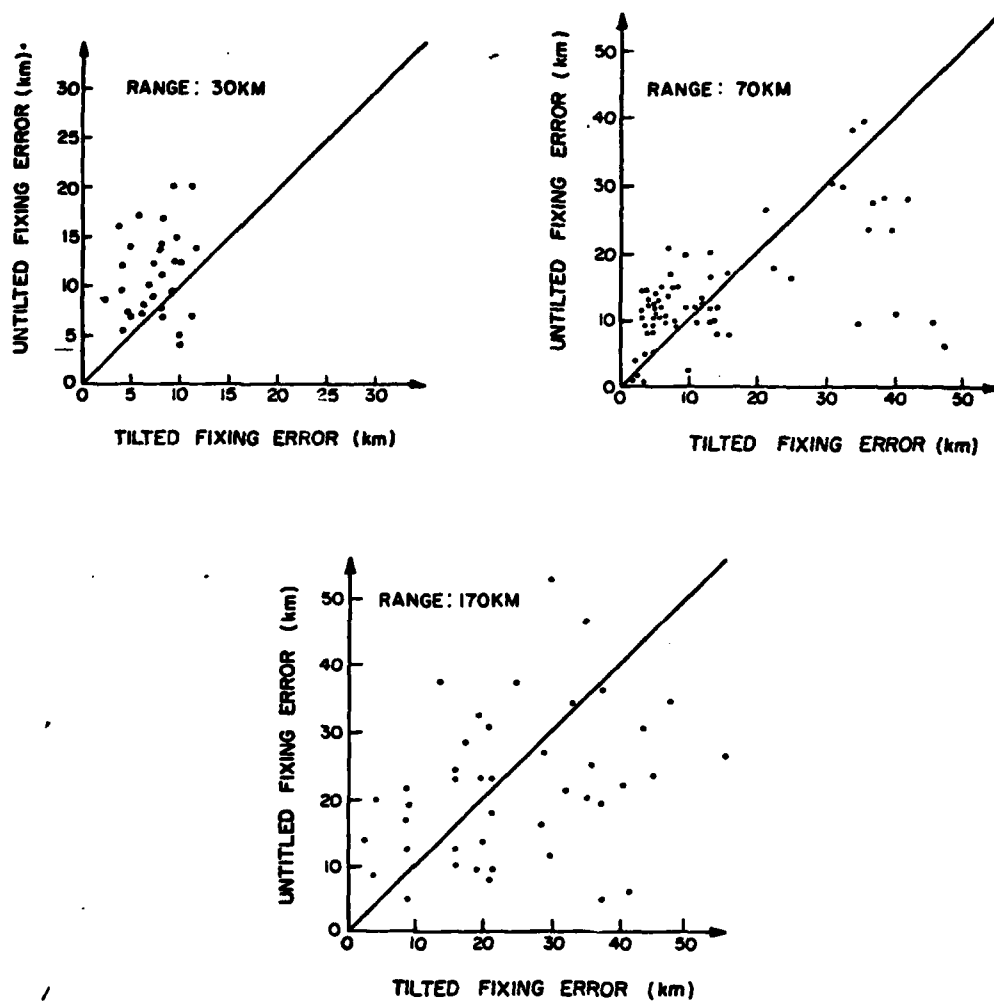 UNTILTED FIXING ERROR (km)
RANGE: 30KM
30
25
20
15
10
5
0
0 5 10 15 20 25 30
TILTED FIXING ERROR (km)
UNTILTED FIXING ERROR (km)
RANGE: 70KM
50
40
30
20
10
0
0 10 20 30 40 50
TILTED FIXING ERROR (km)
UNTITLED FIXING ERROR (km)
RANGE: 170KM
50
40
30
20
10
0
0 10 20 30 40 50
TILTED FIXING ERROR (km)